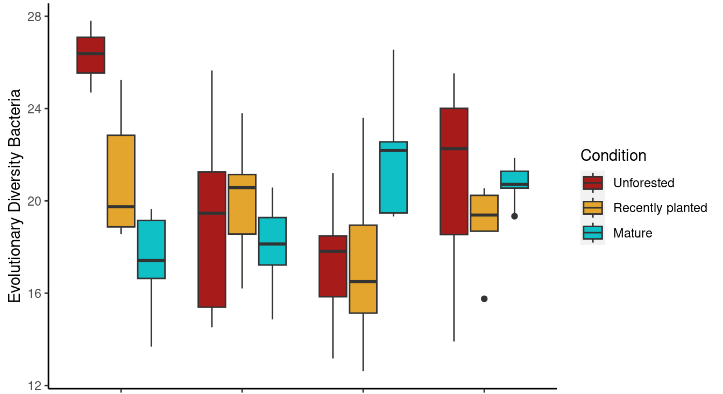 Evolutionary Diversity Bacteria
28
24
20
16
12
Condition
Unforested
Recently planted
Mature